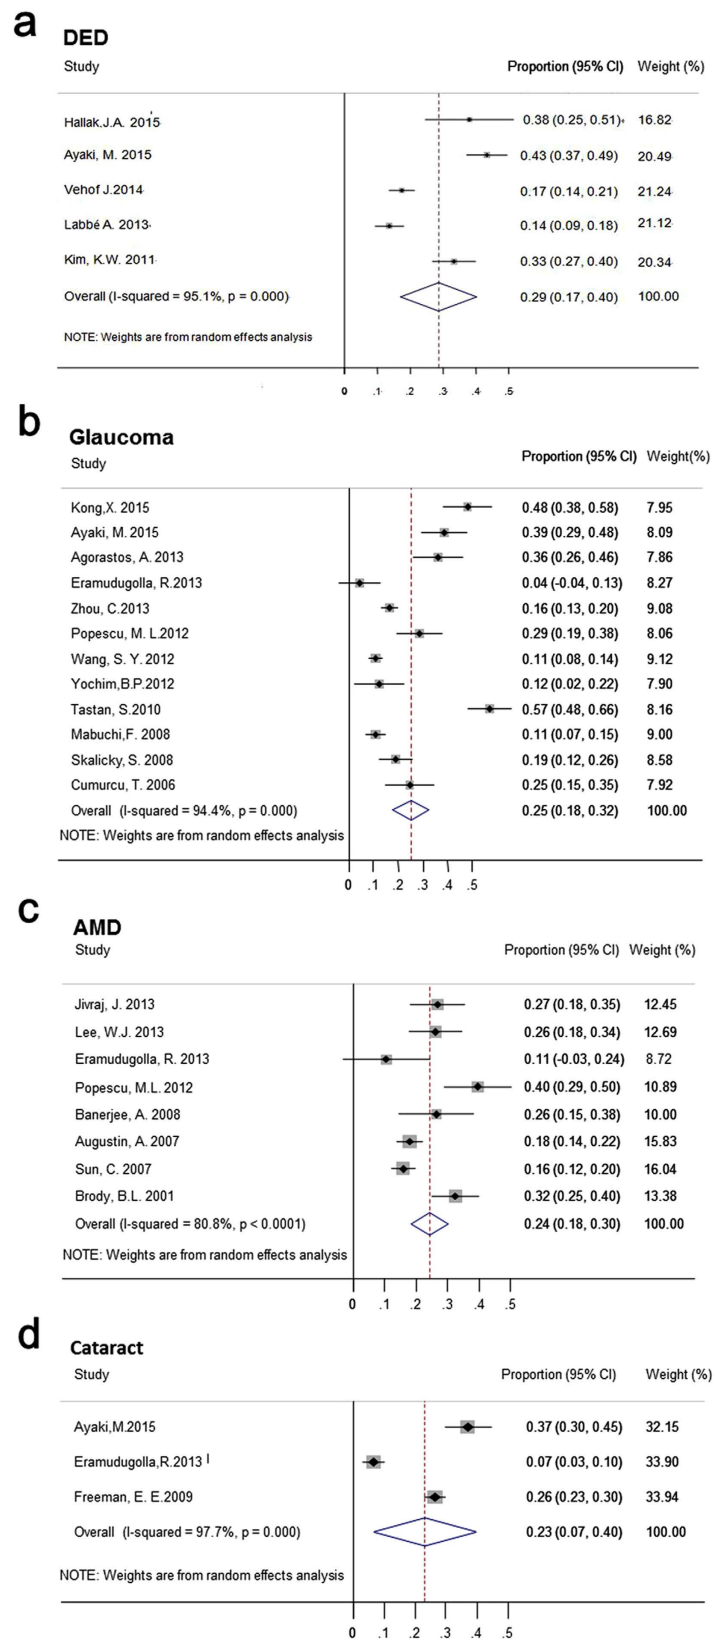 a
DED
Study Proportion (95% CI) Weight (%)
Hallak.J.A. 2015 0.38 (0.25, 0.51) 16.82
Ayaki, M. 2015 0.43 (0.37, 0.49) 20.49
Vehof J.2014 0.17 (0.14, 0.21) 21.24
Labbé A. 2013 0.14 (0.09, 0.18) 21.12
Kim, K.W. 2011 0.33 (0.27, 0.40) 20.34
Overall (I-squared = 95.1%, p = 0.000) 0.29 (0.17, 0.40) 100.00
NOTE: Weights are from random effects analysis
0 .1 .2 .3 .4 .5
b
Glaucoma
Study Proportion (95% CI) Weight(%)
Kong,X. 2015 0.48 (0.38, 0.58) 7.95
Ayaki, M. 2015 0.39 (0.29, 0.48) 8.09
Agorastos, A. 2013 0.36 (0.26, 0.46) 7.86
Eramudugolla, R.2013 0.04 (-0.04, 0.13) 8.27
Zhou, C.2013 0.16 (0.13, 0.20) 9.08
Popescu, M. L.2012 0.29 (0.19, 0.38) 8.06
Wang, S. Y. 2012 0.11 (0.08, 0.14) 9.12
Yochim,B.P.2012 0.12 (0.02, 0.22) 7.90
Tastan, S.2010 0.57 (0.48, 0.66) 8.16
Mabuchi,F. 2008 0.11 (0.07, 0.15) 9.00
Skalicky, S. 2008 0.19 (0.12, 0.26) 8.58
Cumurcu, T. 2006 0.25 (0.15, 0.35) 7.92
Overall (I-squared = 94.4%, p = 0.000) 0.25 (0.18, 0.32) 100.00
NOTE: Weights are from random effects analysis
0 .1 .2 .3 .4 .5
c
AMD
Study Proportion (95% CI) Weight (%)
Jivraj, J. 2013 0.27 (0.18, 0.35) 12.45
Lee, W.J. 2013 0.26 (0.18, 0.34) 12.69
Eramudugolla, R. 2013 0.11 (-0.03, 0.24) 8.72
Popescu, M.L. 2012 0.40 (0.29, 0.50) 10.89
Banerjee, A. 2008 0.26 (0.15, 0.38) 10.00
Augustin, A. 2007 0.18 (0.14, 0.22) 15.83
Sun, C. 2007 0.16 (0.12, 0.20) 16.04
Brody, B.L. 2001 0.32 (0.25, 0.40) 13.38
Overall (I-squared = 80.8%, p < 0.0001) 0.24 (0.18, 0.30) 100.00
NOTE: Weights are from random effects analysis
0 .1 .2 .3 .4 .5
d
Cataract
Study Proportion (95% CI) Weight (%)
Ayaki,M.2015 0.37 (0.30, 0.45) 32.15
Eramudugolla,R.2013 0.07 (0.03, 0.10) 33.90
Freeman, E. E.2009 0.26 (0.23, 0.30) 33.94
Overall (I-squared = 97.7%, p = 0.000) 0.23 (0.07, 0.40) 100.00
NOTE: Weights are from random effects analysis
0 .1 .2 .3 .4 .5